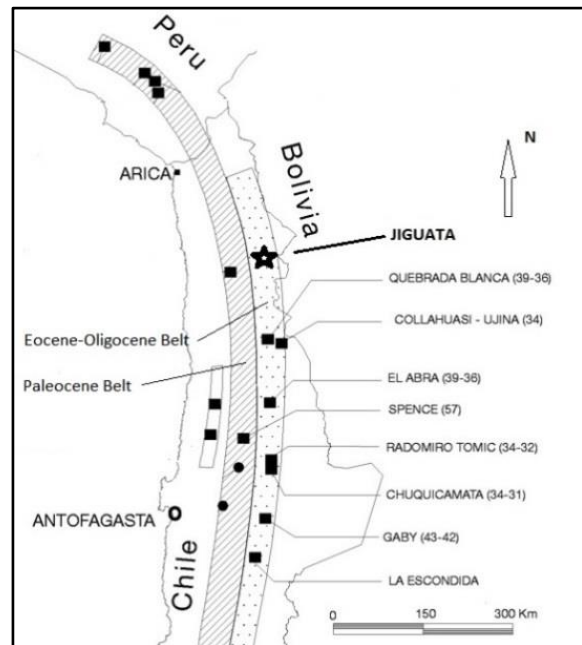 Peru
N
ARICA
Bolivia
JIGUATA
QUEBRADA BLANCA (39-36)
COLLAHUASI - UJINA (34)
Eocene-Oligocene Belt
EL ABRA (39-36)
Paleocene Belt
SPENCE (57)
RADOMIRO TOMIC (34-32)
CHUQUICAMATA (34-31)
ANTOFAGASTA
GABY (43-42)
Chile
LA ESCONDIDA
0 150 300 Km